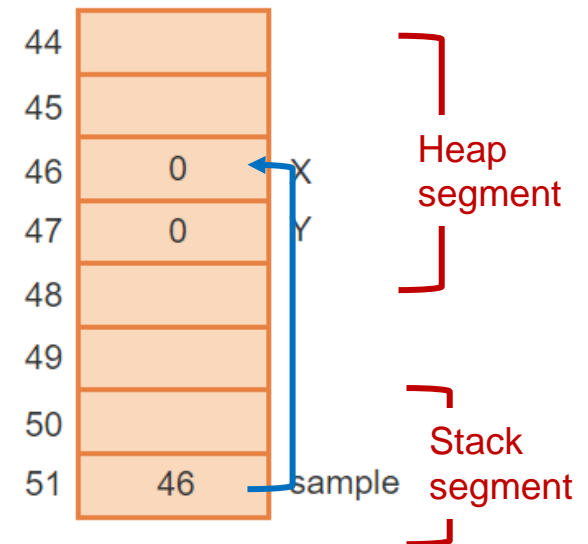 44
45
46 0 X
47 0 Y
48
49
50
51 46 sample
Heap
segment
Stack
segment